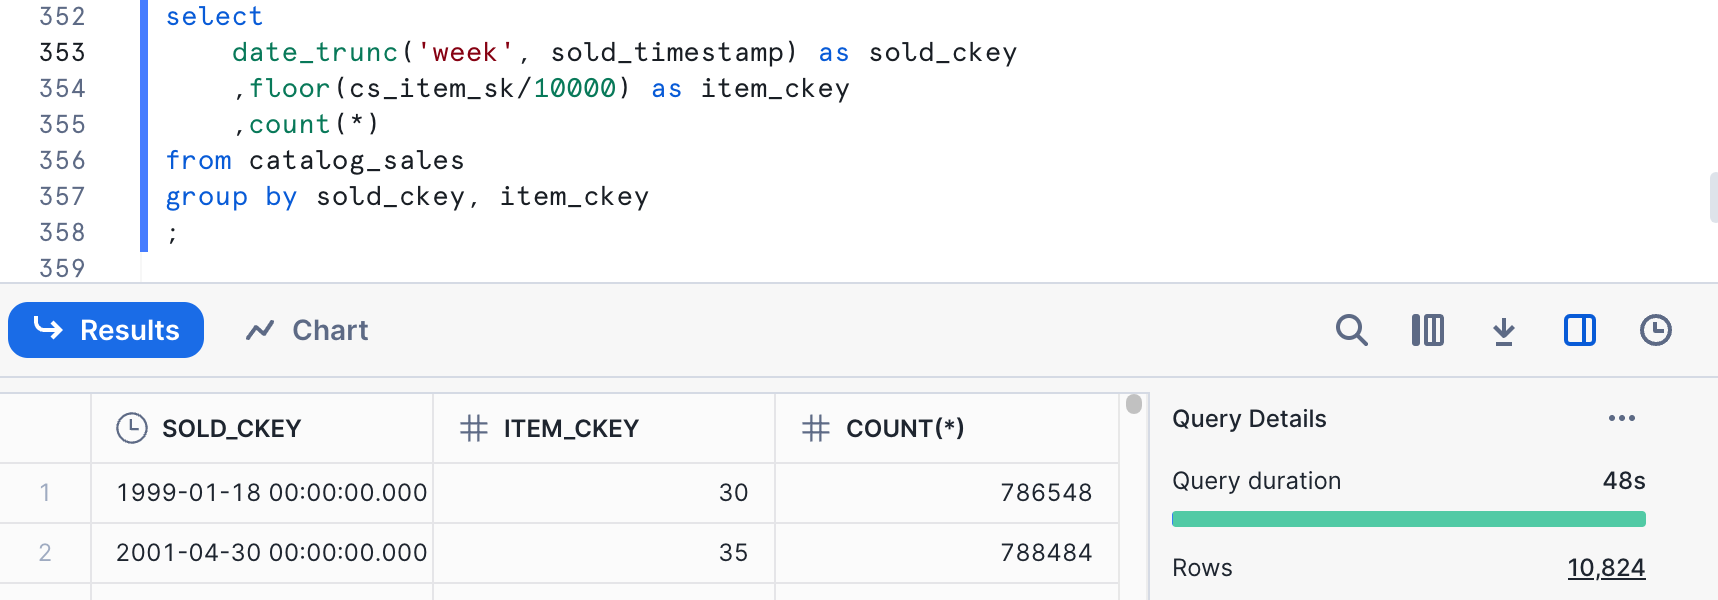 352 select
353 date_trunc('week', sold_timestamp) as sold_ckey
354 ,floor(cs_item_sk/10000) as item_ckey
355 ,count(*)
356 from catalog_sales
357 group by sold_ckey, item_ckey
358 ;
359
Results Chart
SOLD_CKEY ITEM_CKEY COUNT(*)
1 1999-01-18 00:00:00.000 30 786548
2 2001-04-30 00:00:00.000 35 788484
Query Details
Query duration 48s
Rows 10,824